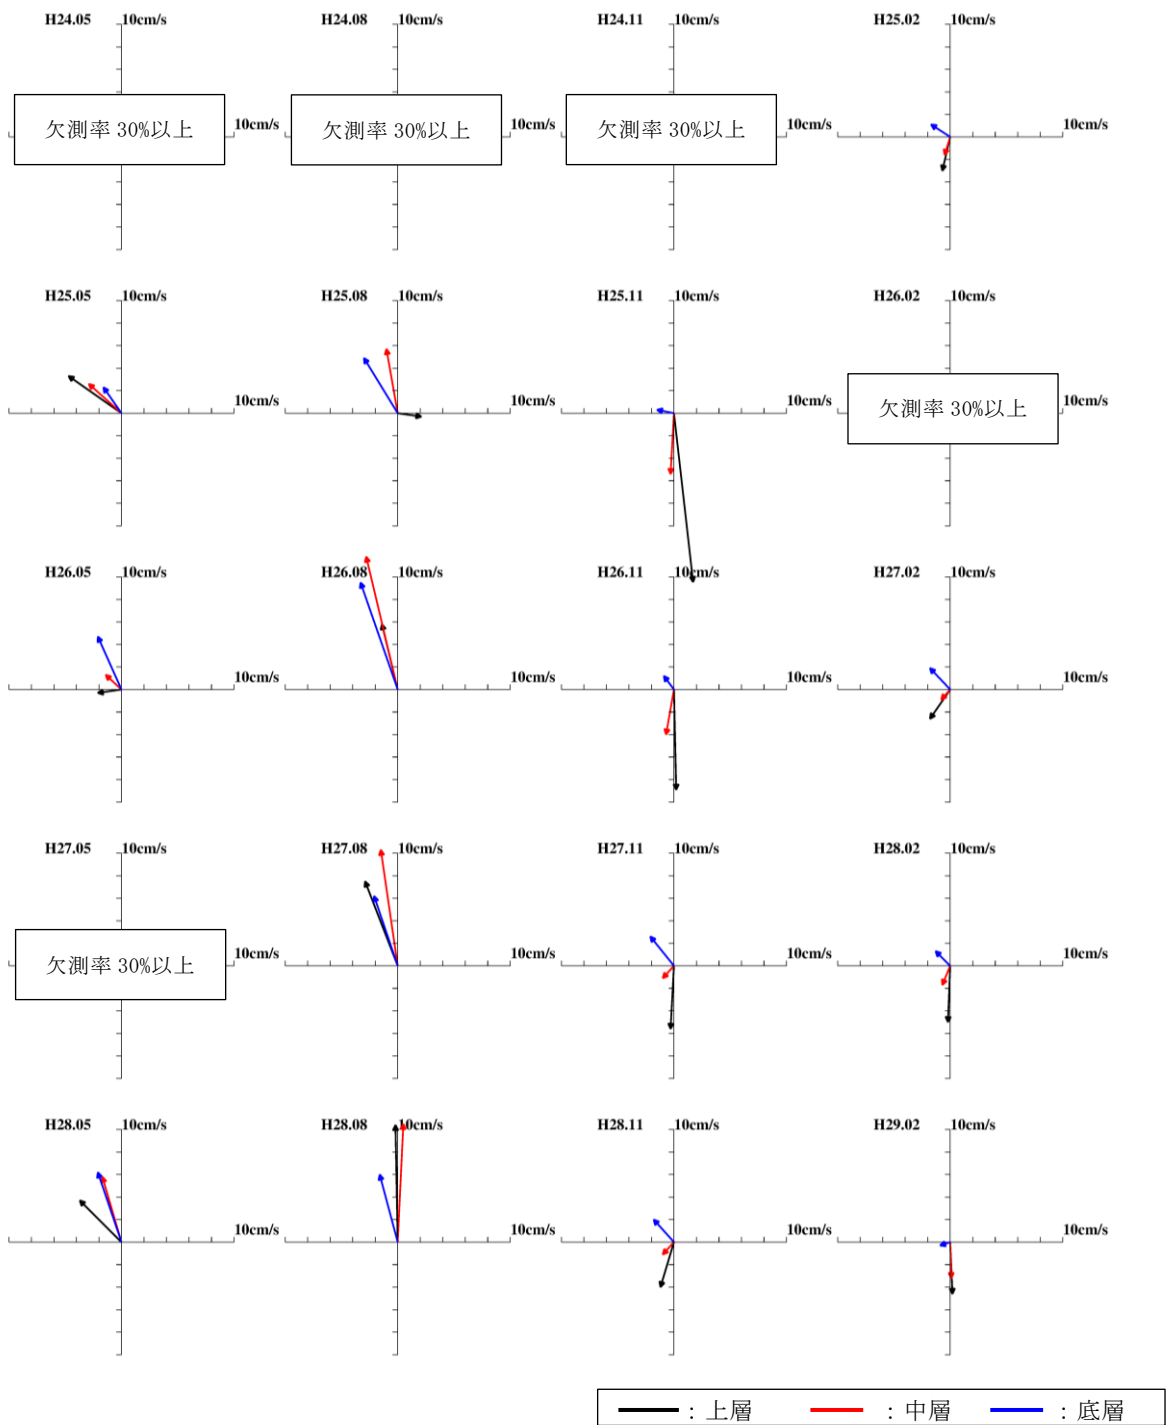 H24.05 10cm/s H24.08 10cm/s H24.11 10cm/s H25.02 10cm/s
欠測率 30%以上 10cm/s 欠測率 30%以上 10cm/s 欠測率 30%以上 10cm/s 10cm/s
H25.05 10cm/s H25.08 10cm/s H25.11 10cm/s H26.02 10cm/s
10cm/s 10cm/s 10cm/s 欠測率 30%以上 10cm/s
H26.05 10cm/s H26.08 10cm/s H26.11 10cm/s H27.02 10cm/s
10cm/s 10cm/s 10cm/s 10cm/s
H27.05 10cm/s H27.08 10cm/s H27.11 10cm/s H28.02 10cm/s
欠測率 30%以上 10cm/s 10cm/s 10cm/s 10cm/s
H28.05 10cm/s H28.08 10cm/s H28.11 10cm/s H29.02 10cm/s
10cm/s 10cm/s 10cm/s 10cm/s
：上層 ：中層 ：底層